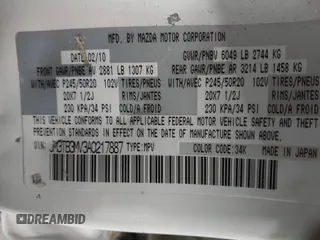 MFD. BY MAZDA MOTOR CORPORATION
DATE 02/10 GVWR/PNBV 6049 LB 2744 KG
FRONT GAWR/PNBE AV 2881 LB 1307 KG REAR GAWR/PNBE AR 3214 LB 1458 KG
WITH/AVEC P245/50R20 102V TIRES/PNEUS WITH/AVEC P245/50R20 102V TIRES/PNEUS
20X7 1/2J RIMS/JANTES 20X7 1/2J RIMS/JANTES
230 KPA/34 PSI COLD/A FROID 230 KPA/34 PSI COLD/A FROID
THIS VEHICLE CONFORMS TO ALL APPLICABLE FEDERAL MOTOR VEHICLE
SAFETY AND THEFT PREVENTION STANDARDS IN EFFECT ON THE DATE OF
MANUFACTURE SHOWN ABOVE.
VIN: JM3TB3MV3A0217887 TYPE: MPV COLOR CODE: 34K MADE IN JAPAN
DREAMBID